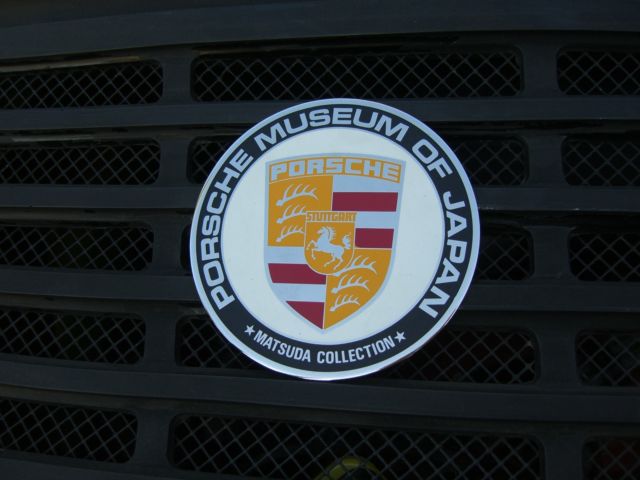 PORSCHE MUSEUM OF JAPAN
PORSCHE
STUTTGART
★MATSUDA COLLECTION★